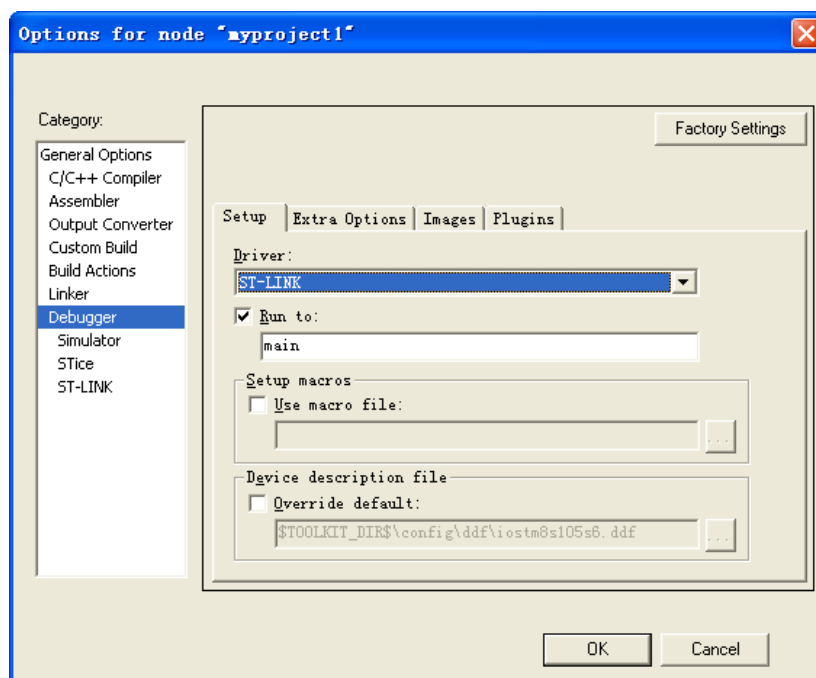 Options for node "myproject1"
Category:
Factory Settings
General Options
C/C++ Compiler
Assembler
Output Converter
Custom Build
Build Actions
Linker
Debugger
Simulator
STice
ST-LINK
Setup
Extra Options
Images
Plugins
Driver:
ST-LINK
Run to:
main
Setup macros
Use macro file:
...
Device description file
Override default:
$TOOLKIT_DIR$\config\ddf\iostm8s105s6.ddf
...
OK
Cancel